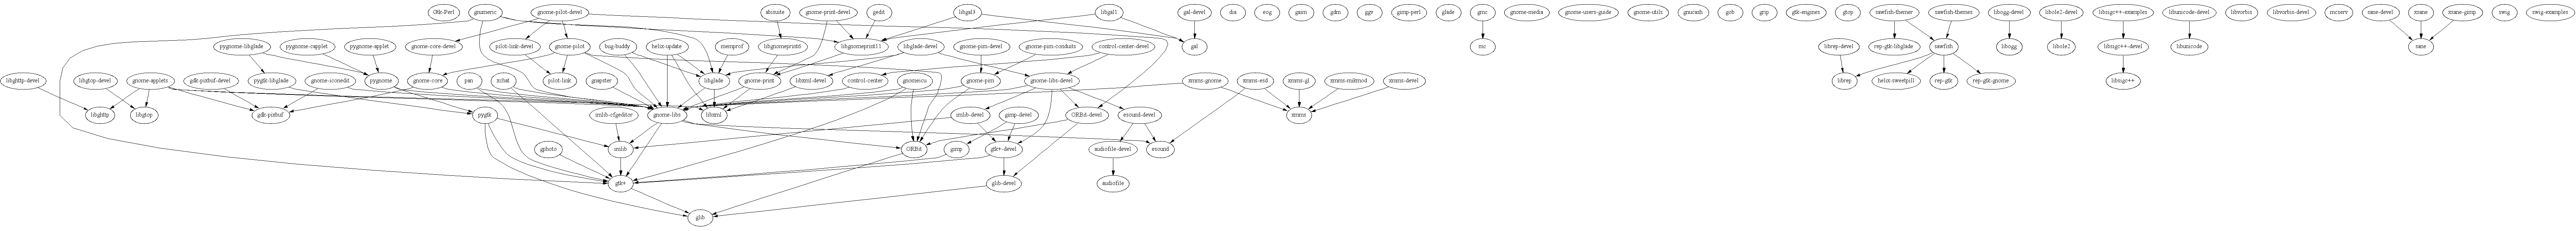 Gtk-Perl gnumeric gnome-pilot-devel abisuite gnome-print-devel gedit libgal3 libgal1 gal-devel dia eog gaim gdm ggv gimp-perl glade gmc gnome-media gnome-users-guide gnome-utils gnucash gob grip gtk-engines gtop sawfish-themer sawfish-themes libogg-devel libole2-devel libsigc++-examples libunicode-devel libvorbis libvorbis-devel mcserv sane-devel xsane xsane-gimp swig swig-examples
pygnome-libglade pygnome-capplet pygnome-applet gnome-core-devel pilot-link-devel gnome-pilot bug-buddy helix-update memprof libgnomeprint6 libgnomeprint11 libglade-devel gnome-pim-devel gnome-pim-conduits control-center-devel gal mc librep-devel rep-gtk-libglade sawfish libogg libole2 libsigc++-devel libunicode sane
libghttp-devel libgtop-devel gnome-applets gdk-pixbuf-devel pygtk-libglade gnome-iconedit pygnome gnome-core pan xchat pilot-link gnapster libglade gnome-print libxml-devel control-center gnomeicu gnome-pim gnome-libs-devel xmms-gnome xmms-esd xmms-gl xmms-mikmod xmms-devel librep helix-sweetpill rep-gtk rep-gtk-gnome libsigc++
libghttp libgtop gdk-pixbuf pygtk imlib-cfgeditor gnome-libs libxml imlib-devel gimp-devel ORBit-devel esound-devel xmms
gphoto imlib ORBit gimp gtk+-devel audiofile-devel esound
gtk+ glib-devel audiofile
glib